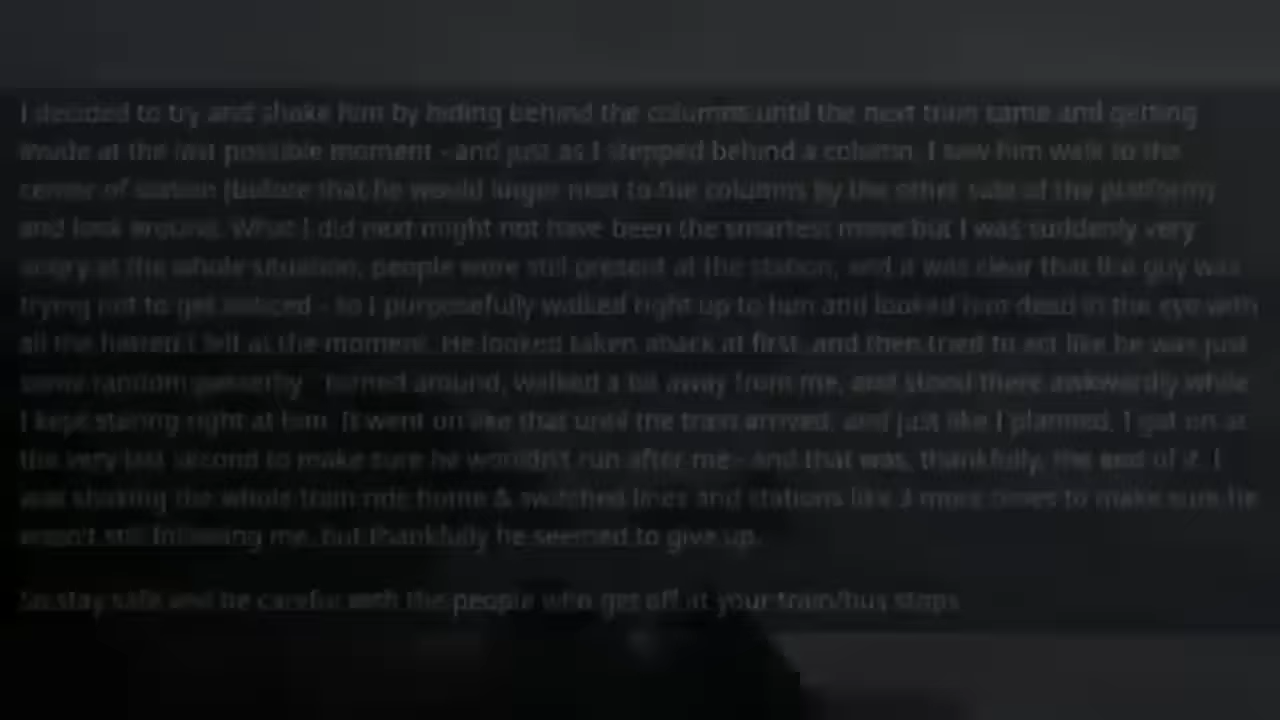 I decided to try and shake him by hiding behind the columns until the next train came and getting
inside at the last possible moment - and just as I stepped behind a column, I saw him walk to the
center of station (before that he would linger next to the columns by the other side of the platform)
and look around. What I did next might not have been the smartest move but I was suddenly very
angry at the whole situation, people were still present at the station, and it was clear that the guy was
trying not to get noticed - so I purposefully walked right up to him and looked him dead in the eye with
all the hatred I felt at the moment. He looked taken aback at first, and then tried to act like he was just
some random passerby - turned around, walked a bit away from me, and stood there awkwardly while
I kept staring right at him. It went on like that until the train arrived, and just like I planned, I got on at
the very last second to make sure he wouldn't run after me - and that was, thankfully, the end of it. I
was shaking the whole train ride home & switched lines and stations like 3 more times to make sure he
wasn't still following me, but thankfully he seemed to give up.
So stay safe and be careful with the people who get off at your train/bus stops